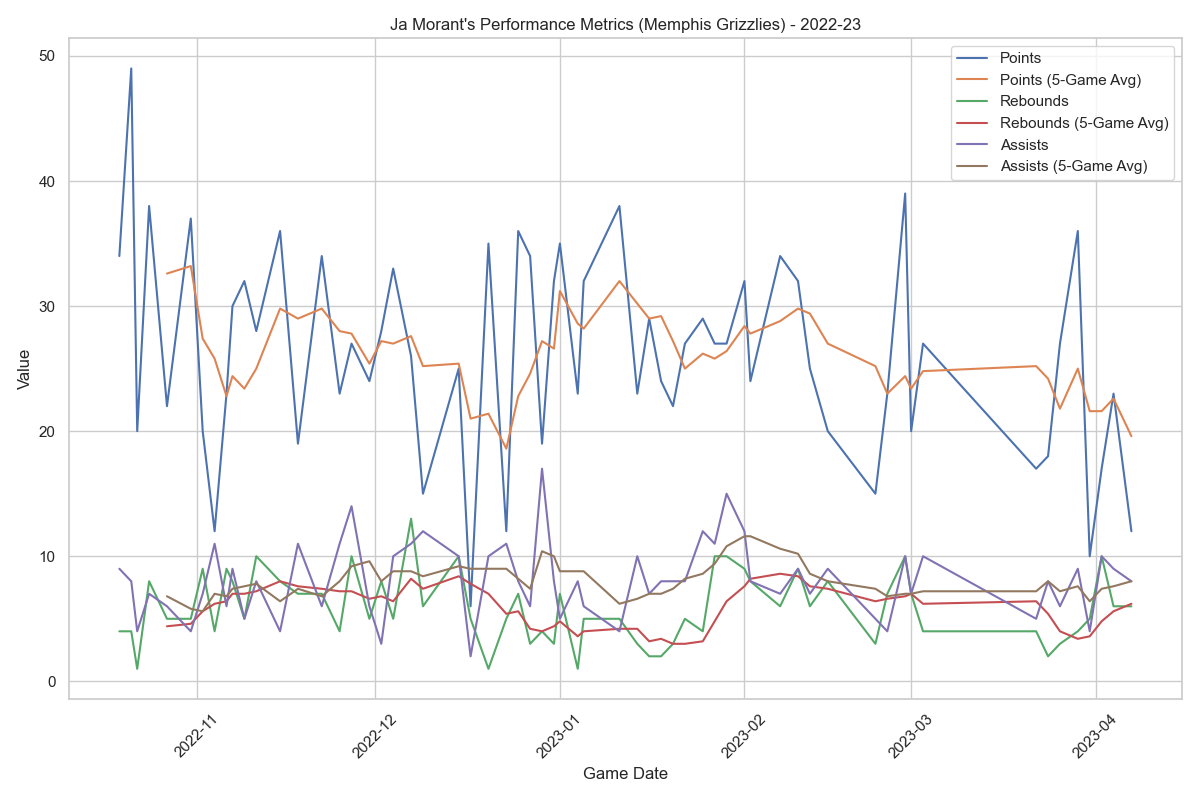 Ja Morant's Performance Metrics (Memphis Grizzlies) - 2022-23
Points
Points (5-Game Avg)
Rebounds
Rebounds (5-Game Avg)
Assists
Assists (5-Game Avg)
Value
50
40
30
20
10
0
2022-11
2022-12
2023-01
2023-02
2023-03
2023-04
Game Date